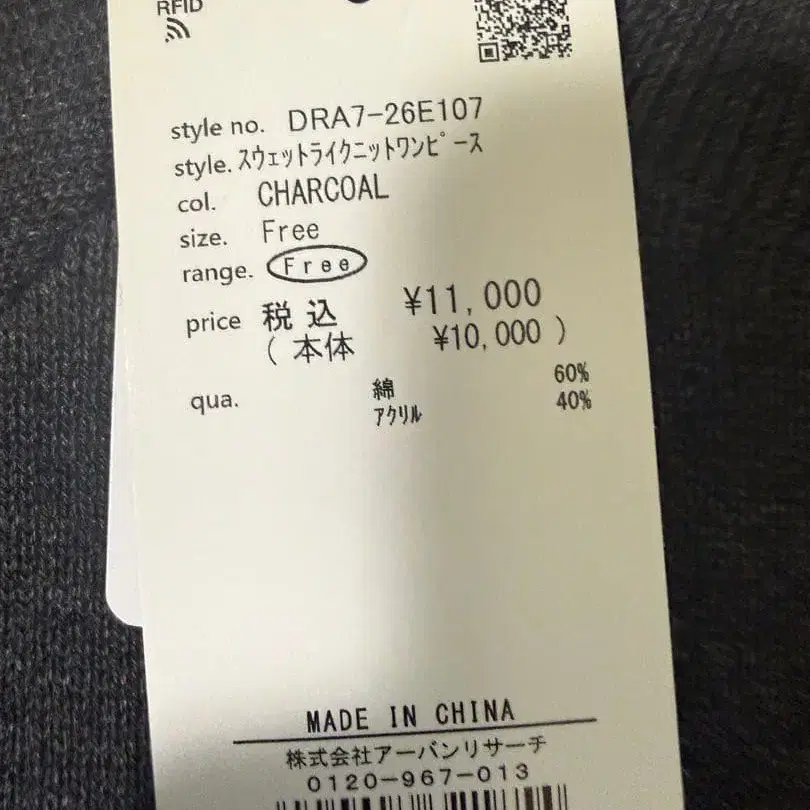 RFID
style no. DRA7-26E107
style. スウェットライクニットワンピース
col. CHARCOAL
size. Free
range. Free
price 税込 ¥11,000
( 本体 ¥10,000 )
qua. 綿 60%
アクリル 40%
MADE IN CHINA
株式会社アーバンリサーチ
0120-967-013